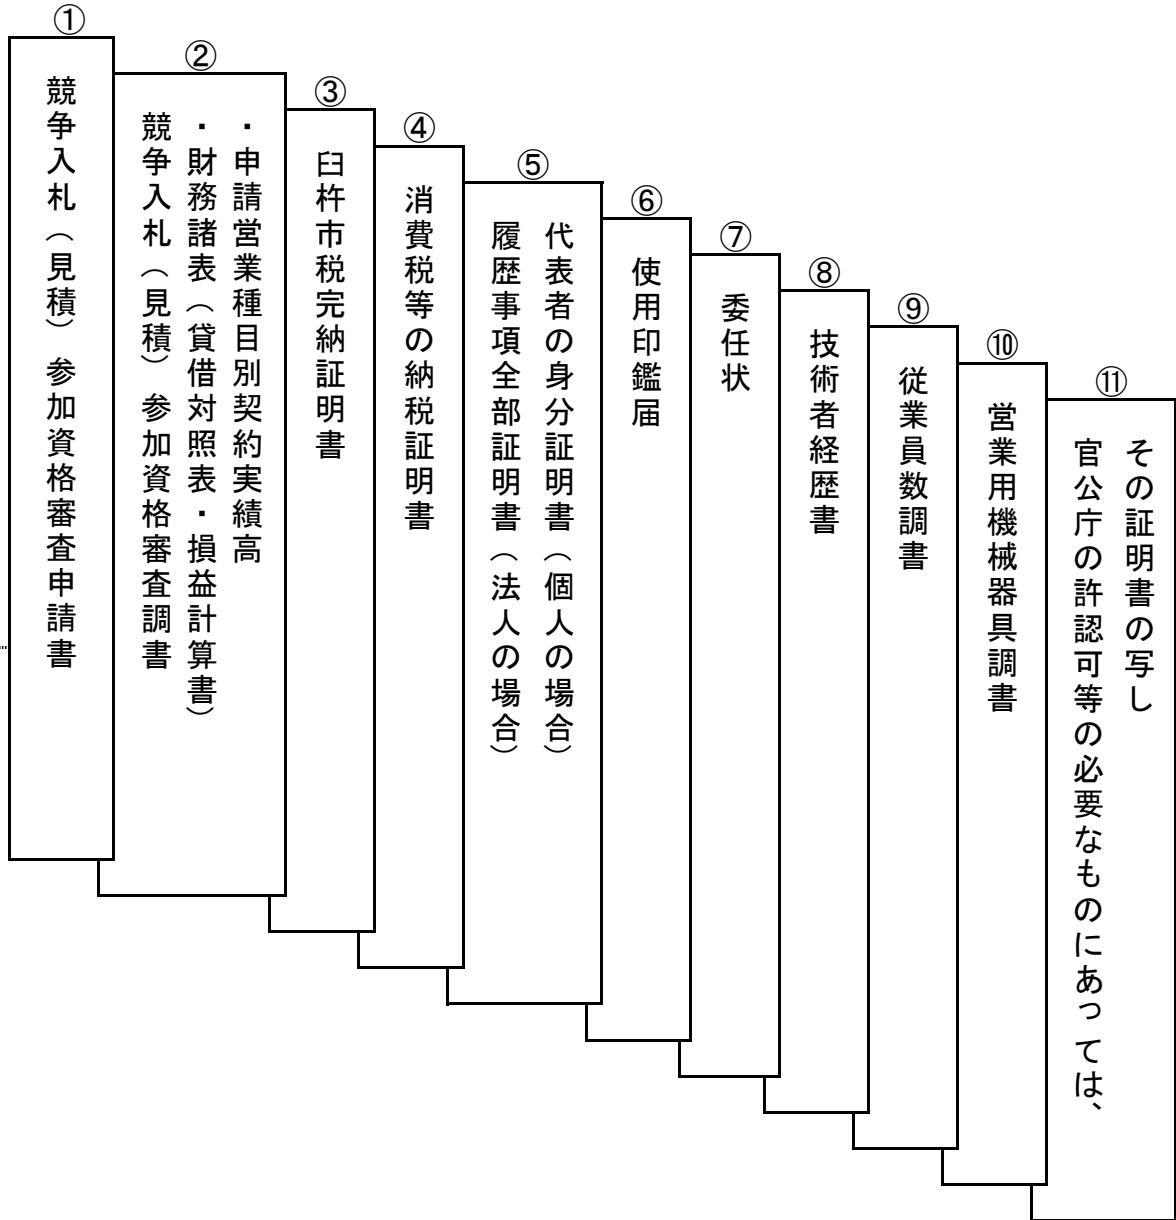 ①
競争入札(見積)参加資格審査申請書
②
競争入札(見積)参加資格審査調書
・財務諸表(貸借対照表・損益計算書)
・申請営業種目別契約実績高
③
臼杵市税完納証明書
④
消費税等の納税証明書
⑤
履歴事項全部証明書(法人の場合)
代表者の身分証明書(個人の場合)
⑥
使用印鑑届
⑦
委任状
⑧
技術者経歴書
⑨
従業員数調書
⑩
営業用機械器具調書
⑪
官公庁の許認可等の必要なものにあっては、
その証明書の写し